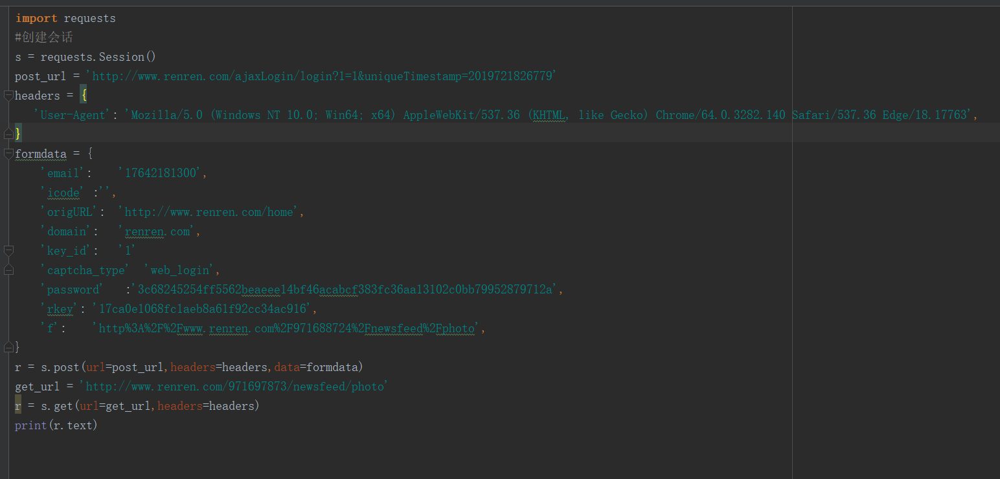 import requests
#创建会话
s = requests.Session()
post_url = 'http://www.renren.com/ajaxLogin/login?1=1&uniqueTimestamp=2019721826779'
headers = {
   'User-Agent': 'Mozilla/5.0 (Windows NT 10.0; Win64; x64) AppleWebKit/537.36 (KHTML, like Gecko) Chrome/64.0.3282.140 Safari/537.36 Edge/18.17763',
}
formdata = {
    'email':    '17642181300',
    'icode' :'',
    'origURL':  'http://www.renren.com/home',
    'domain':   'renren.com',
    'key_id':   '1'
    'captcha_type'  'web_login',
    'password'   :'3c68245254ff5562beaeee14bf46acabcf383fc36aa13102c0bb79952879712a',
    'rkey': '17ca0e1068fc1aeb8a61f92cc34ac916',
    'f':    'http%3A%2F%2Fwww.renren.com%2F971688724%2Fnewsfeed%2Fphoto',
}
r = s.post(url=post_url,headers=headers,data=formdata)
get_url = 'http://www.renren.com/971697873/newsfeed/photo'
r = s.get(url=get_url,headers=headers)
print(r.text)